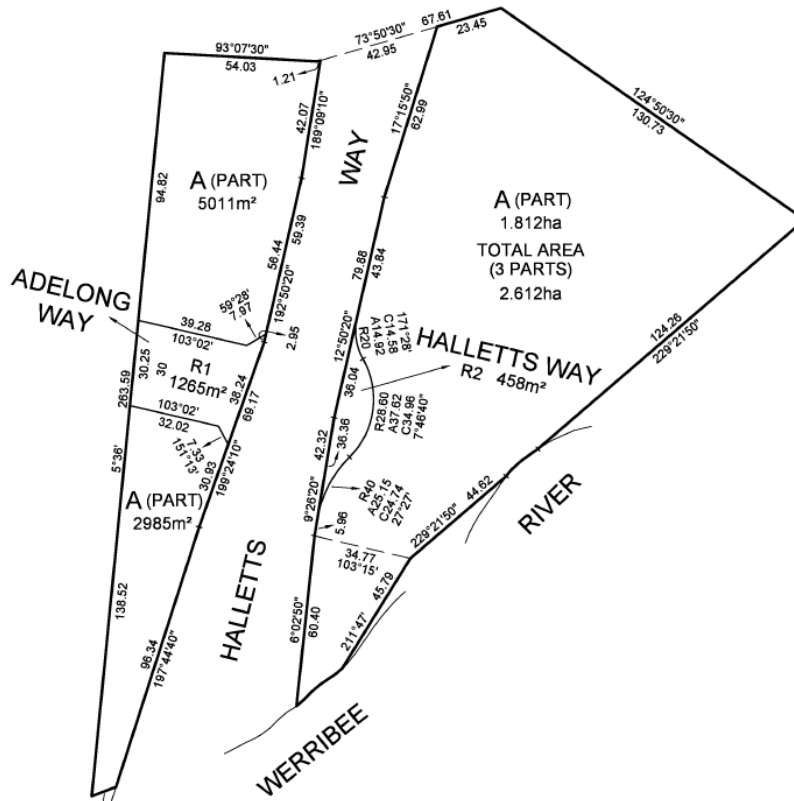 93°07'30"
54.03
1.21
73°50'30"
42.95
67.61
23.45
124°50'30"
130.73
42.07
189°09'10"
17°15'50"
62.99
WAY
94.82
A (PART)
5011m²
59.39
56.44
192°50'20"
79.88
43.84
A (PART)
1.812ha
TOTAL AREA
(3 PARTS)
2.612ha
ADELONG
WAY
59°28'
7.97
39.28
103°02'
2.95
30.25
30
R1
1265m²
263.59
38.24
69.17
12°50'20"
R20
A14.92
C14.58
171°28'
HALLETTS WAY
R2 458m²
36.04
R28.60
A37.62
C34.96
7°46'40"
124.26
229°21'50"
103°02'
32.02
7.33
151°13'
42.32
36.36
5°36'
A (PART)
2985m²
30.93
199°24'10"
9°26'20"
R40
A25.15
C24.74
27°27'
5.96
44.62
229°21'50"
RIVER
34.77
103°15'
45.79
211°47'
HALLETTS
138.52
6°02'50"
60.40
96.34
197°44'40"
WERRIBEE